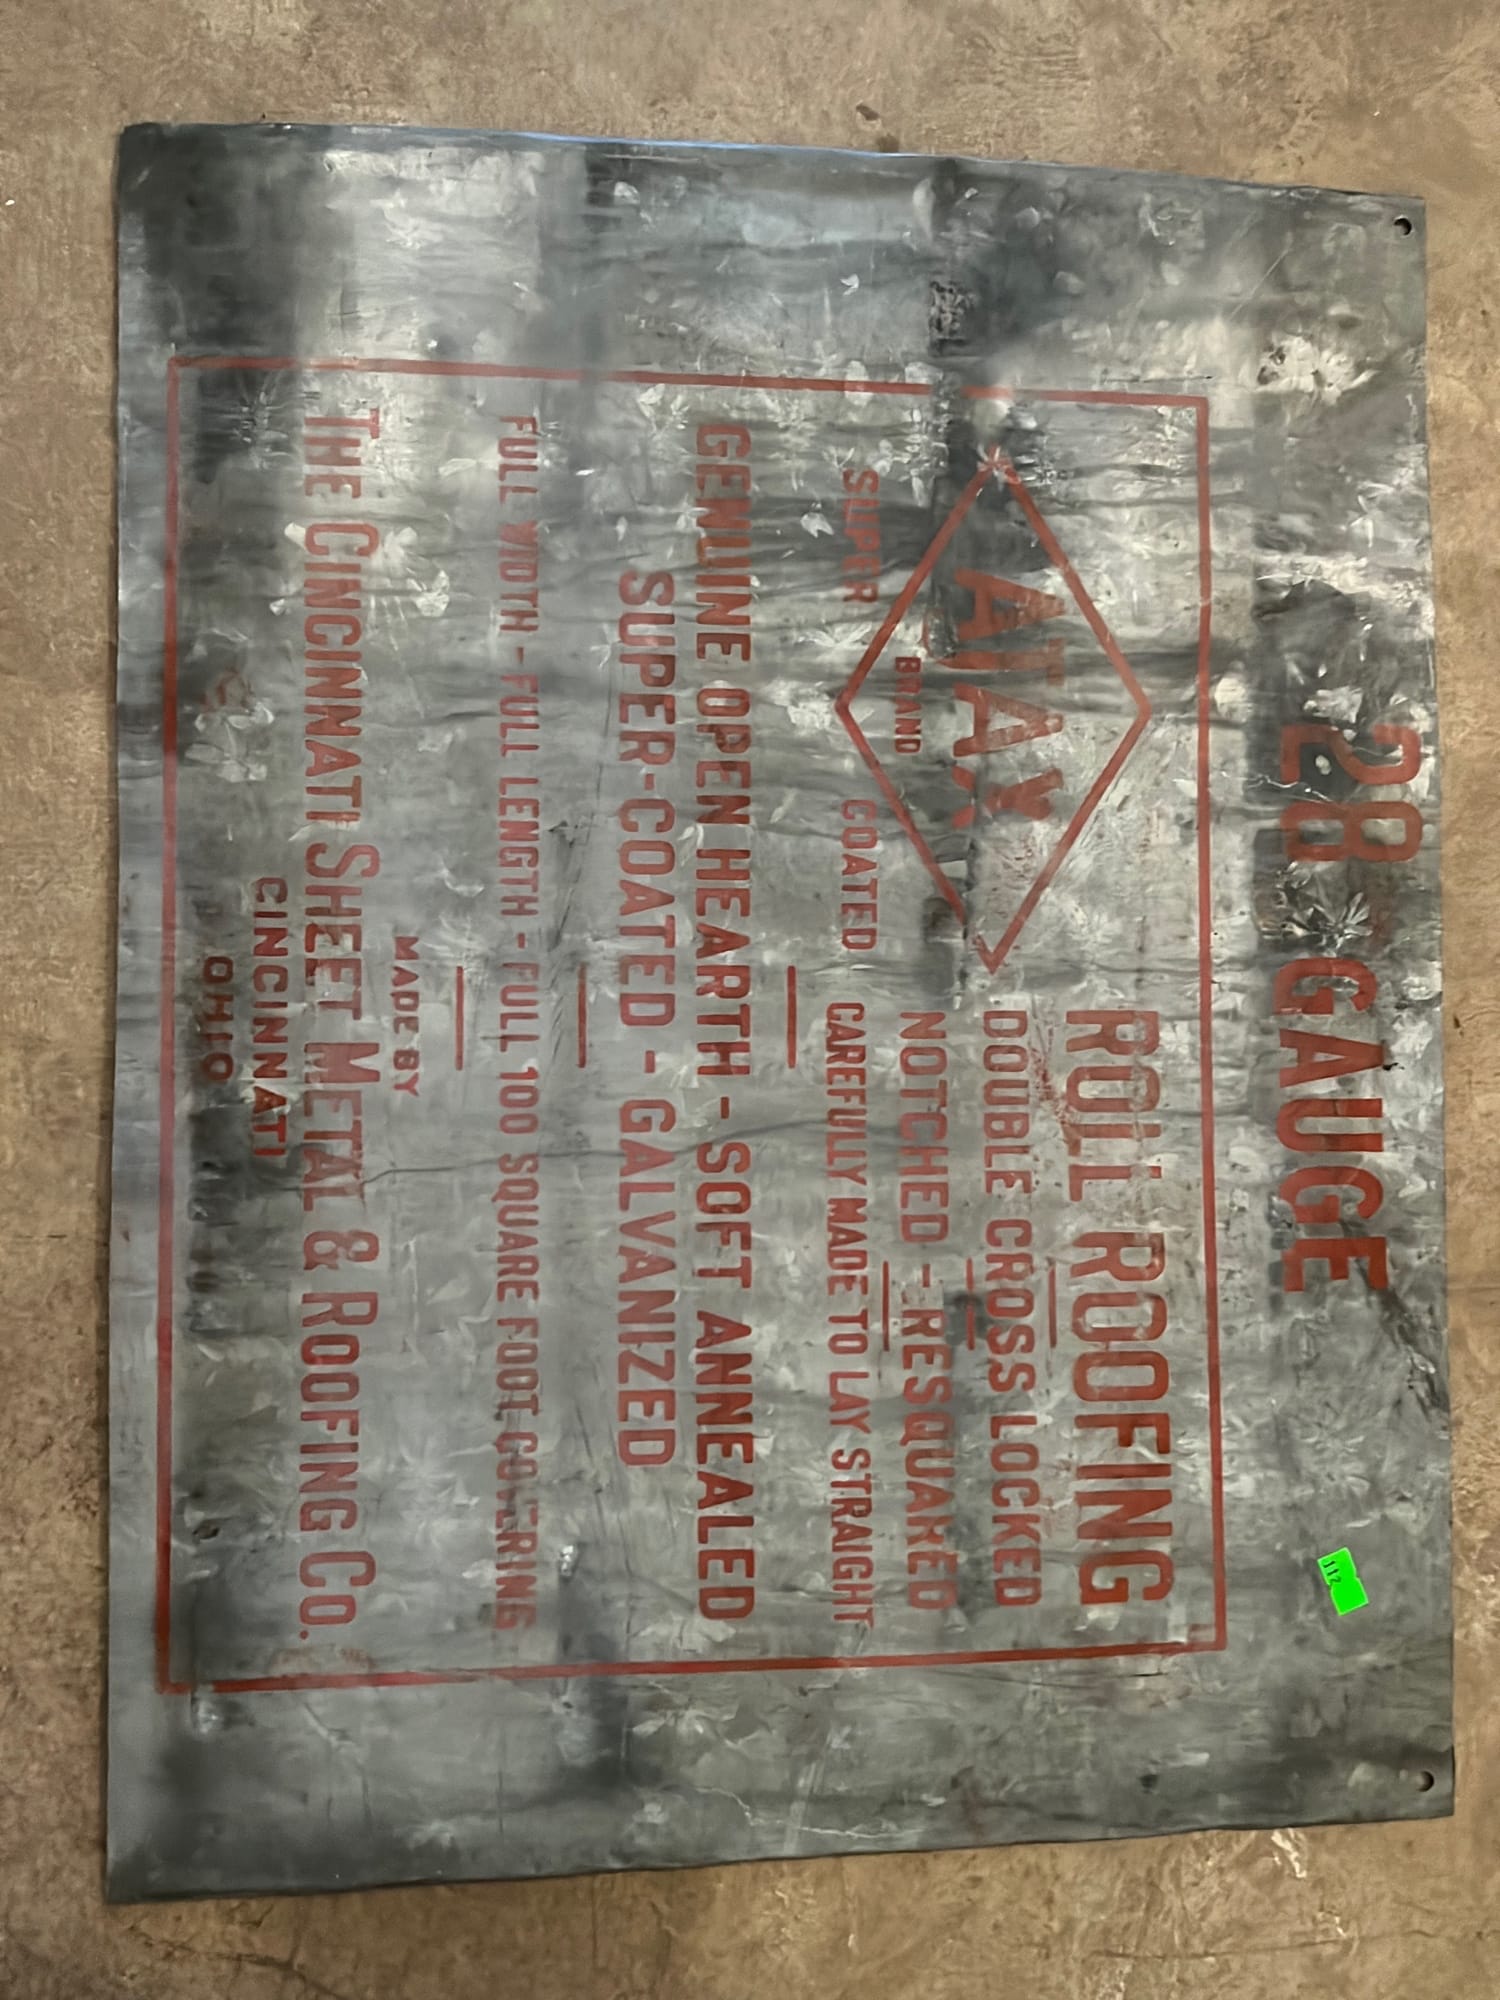 28 GAUGE
AJAX
BRAND
SUPER COATED
ROLL ROOFING
DOUBLE CROSS LOCKED
NOTCHED - RESQUARED
CAREFULLY MADE TO LAY STRAIGHT
GENUINE OPEN HEARTH - SOFT ANNEALED
SUPER-COATED - GALVANIZED
FULL WIDTH - FULL LENGTH - FULL 100 SQUARE FOOT COVERING
MADE BY
THE CINCINNATI SHEET METAL & ROOFING CO.
CINCINNATI
OHIO
112